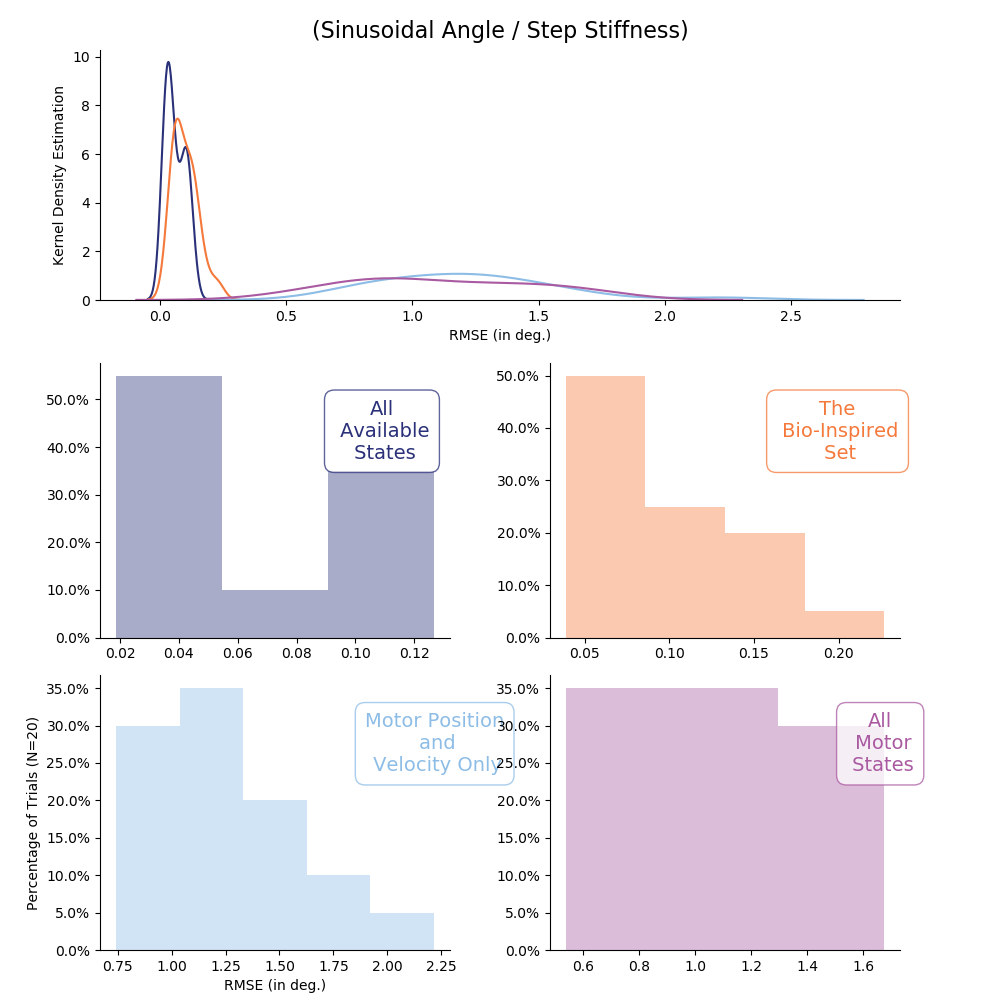 (Sinusoidal Angle / Step Stiffness)
Kernel Density Estimation
10
8
6
4
2
0
0.0 0.5 1.0 1.5 2.0 2.5
RMSE (in deg.)
50.0%
40.0%
30.0%
20.0%
10.0%
0.0%
All
Available
States
0.02 0.04 0.06 0.08 0.10 0.12
50.0%
40.0%
30.0%
20.0%
10.0%
0.0%
The
Bio-Inspired
Set
0.05 0.10 0.15 0.20
Percentage of Trials (N=20)
35.0%
30.0%
25.0%
20.0%
15.0%
10.0%
5.0%
0.0%
Motor Position
and
Velocity Only
0.75 1.00 1.25 1.50 1.75 2.00 2.25
RMSE (in deg.)
35.0%
30.0%
25.0%
20.0%
15.0%
10.0%
5.0%
0.0%
All
Motor
States
0.6 0.8 1.0 1.2 1.4 1.6